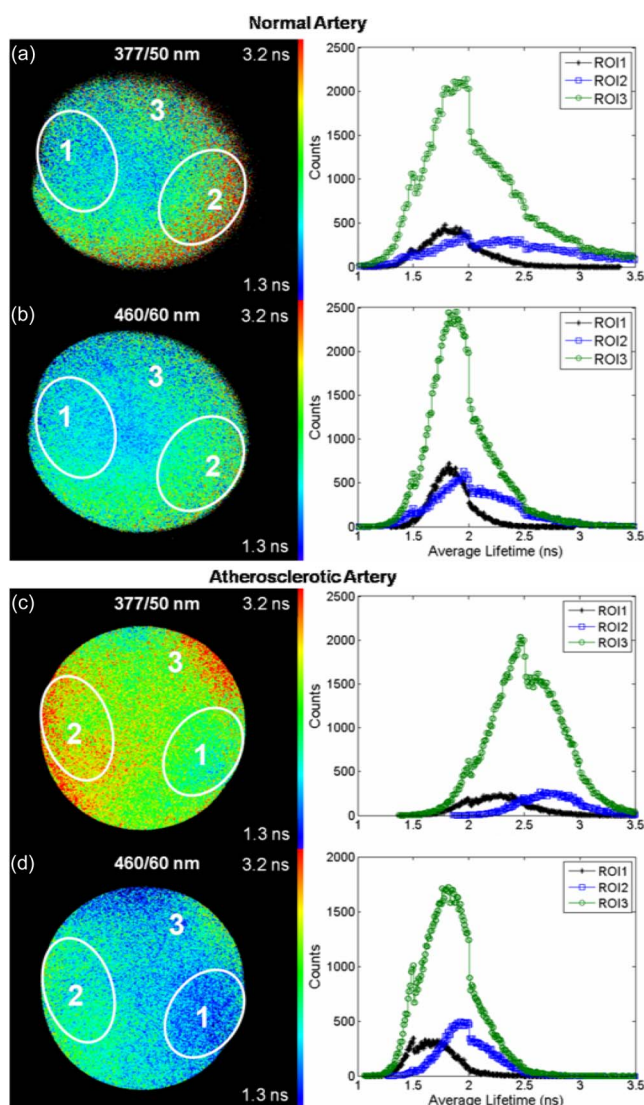 Normal Artery
(a) 377/50 nm 3.2 ns
1 2 3
1.3 ns
2500
2000
1500
1000
500
0
Counts
1 1.5 2 2.5 3 3.5
ROI1
ROI2
ROI3
(b) 460/60 nm 3.2 ns
1 2 3
1.3 ns
2500
2000
1500
1000
500
0
Counts
1 1.5 2 2.5 3 3.5
Average Lifetime (ns)
ROI1
ROI2
ROI3
Atherosclerotic Artery
(c) 377/50 nm 3.2 ns
3
2 1
1.3 ns
2500
2000
1500
1000
500
0
Counts
1 1.5 2 2.5 3 3.5
ROI1
ROI2
ROI3
(d) 460/60 nm 3.2 ns
3
2 1
1.3 ns
2000
1500
1000
500
0
Counts
1 1.5 2 2.5 3 3.5
Average Lifetime (ns)
ROI1
ROI2
ROI3